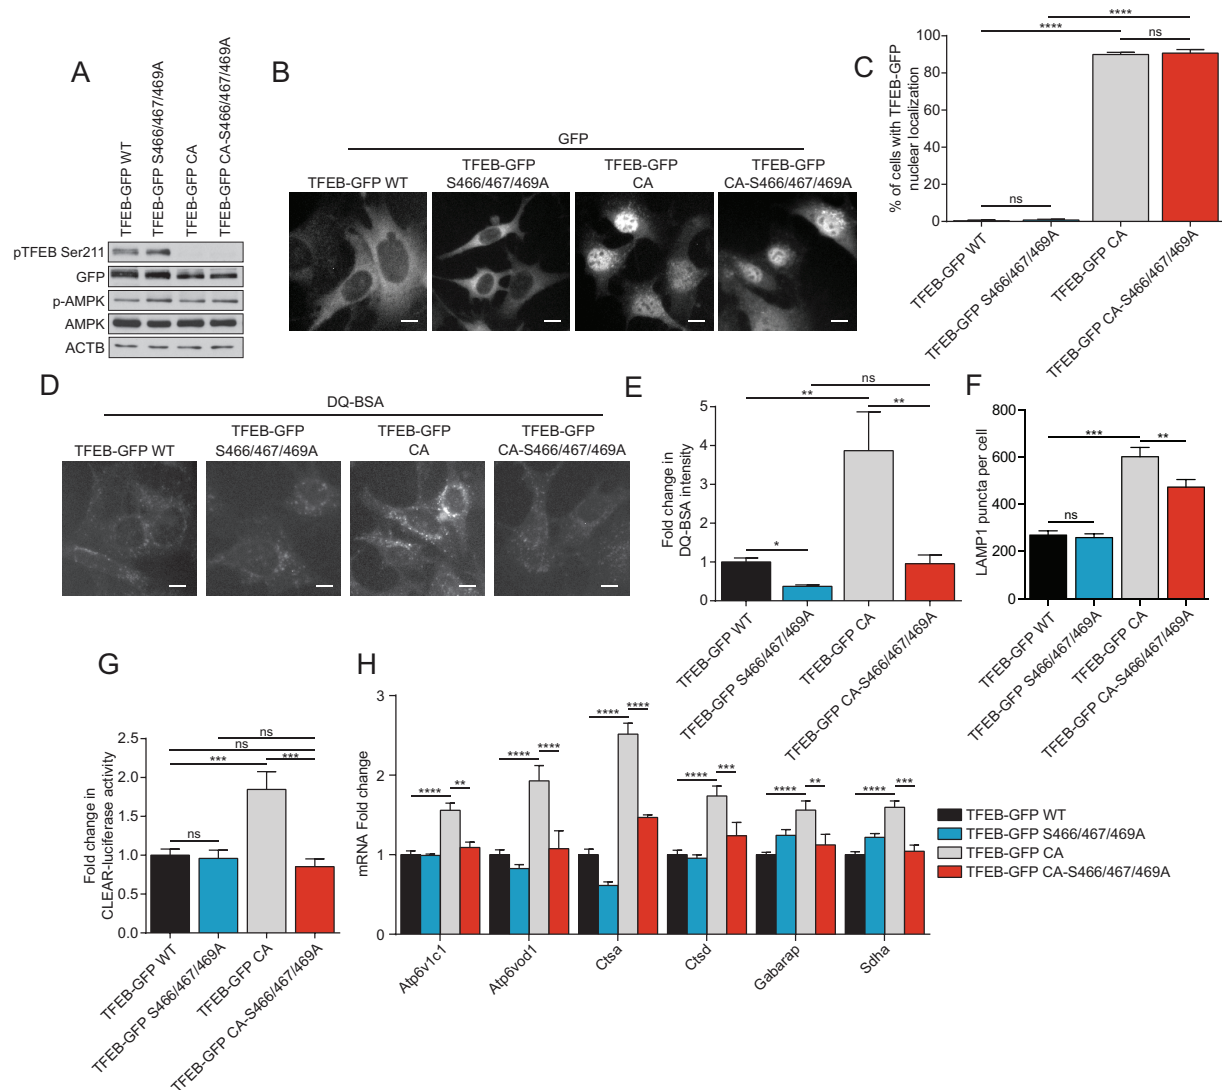 A
TFEB-GFP WT
TFEB-GFP S466/467/469A
TFEB-GFP CA
TFEB-GFP CA-S466/467/469A
pTFEB Ser211
GFP
p-AMPK
AMPK
ACTB
B
GFP
TFEB-GFP WT
TFEB-GFP
S466/467/469A
TFEB-GFP
CA
TFEB-GFP
CA-S466/467/469A
C
% of cells with TFEB-GFP
nuclear localization
100
80
60
40
20
0
ns
****
****
ns
TFEB-GFP WT
TFEB-GFP S466/467/469A
TFEB-GFP CA
TFEB-GFP CA-S466/467/469A
D
DQ-BSA
TFEB-GFP WT
TFEB-GFP
S466/467/469A
TFEB-GFP
CA
TFEB-GFP
CA-S466/467/469A
E
Fold change in
DQ-BSA intensity
5
4
3
2
1
0
ns
**
**
*
TFEB-GFP WT
TFEB-GFP S466/467/469A
TFEB-GFP CA
TFEB-GFP CA-S466/467/469A
F
LAMP1 puncta per cell
800
600
400
200
0
***
**
ns
TFEB-GFP WT
TFEB-GFP S466/467/469A
TFEB-GFP CA
TFEB-GFP CA-S466/467/469A
G
Fold change in
CLEAR-luciferase activity
2.5
2.0
1.5
1.0
0.5
0.0
ns
ns
***
***
ns
TFEB-GFP WT
TFEB-GFP S466/467/469A
TFEB-GFP CA
TFEB-GFP CA-S466/467/469A
H
mRNA Fold change
3
2
1
0
****
**
****
****
****
****
****
***
****
**
****
***
Atp6v1c1
Atp6vod1
Ctsa
Ctsd
Gabarap
Sdha
TFEB-GFP WT
TFEB-GFP S466/467/469A
TFEB-GFP CA
TFEB-GFP CA-S466/467/469A